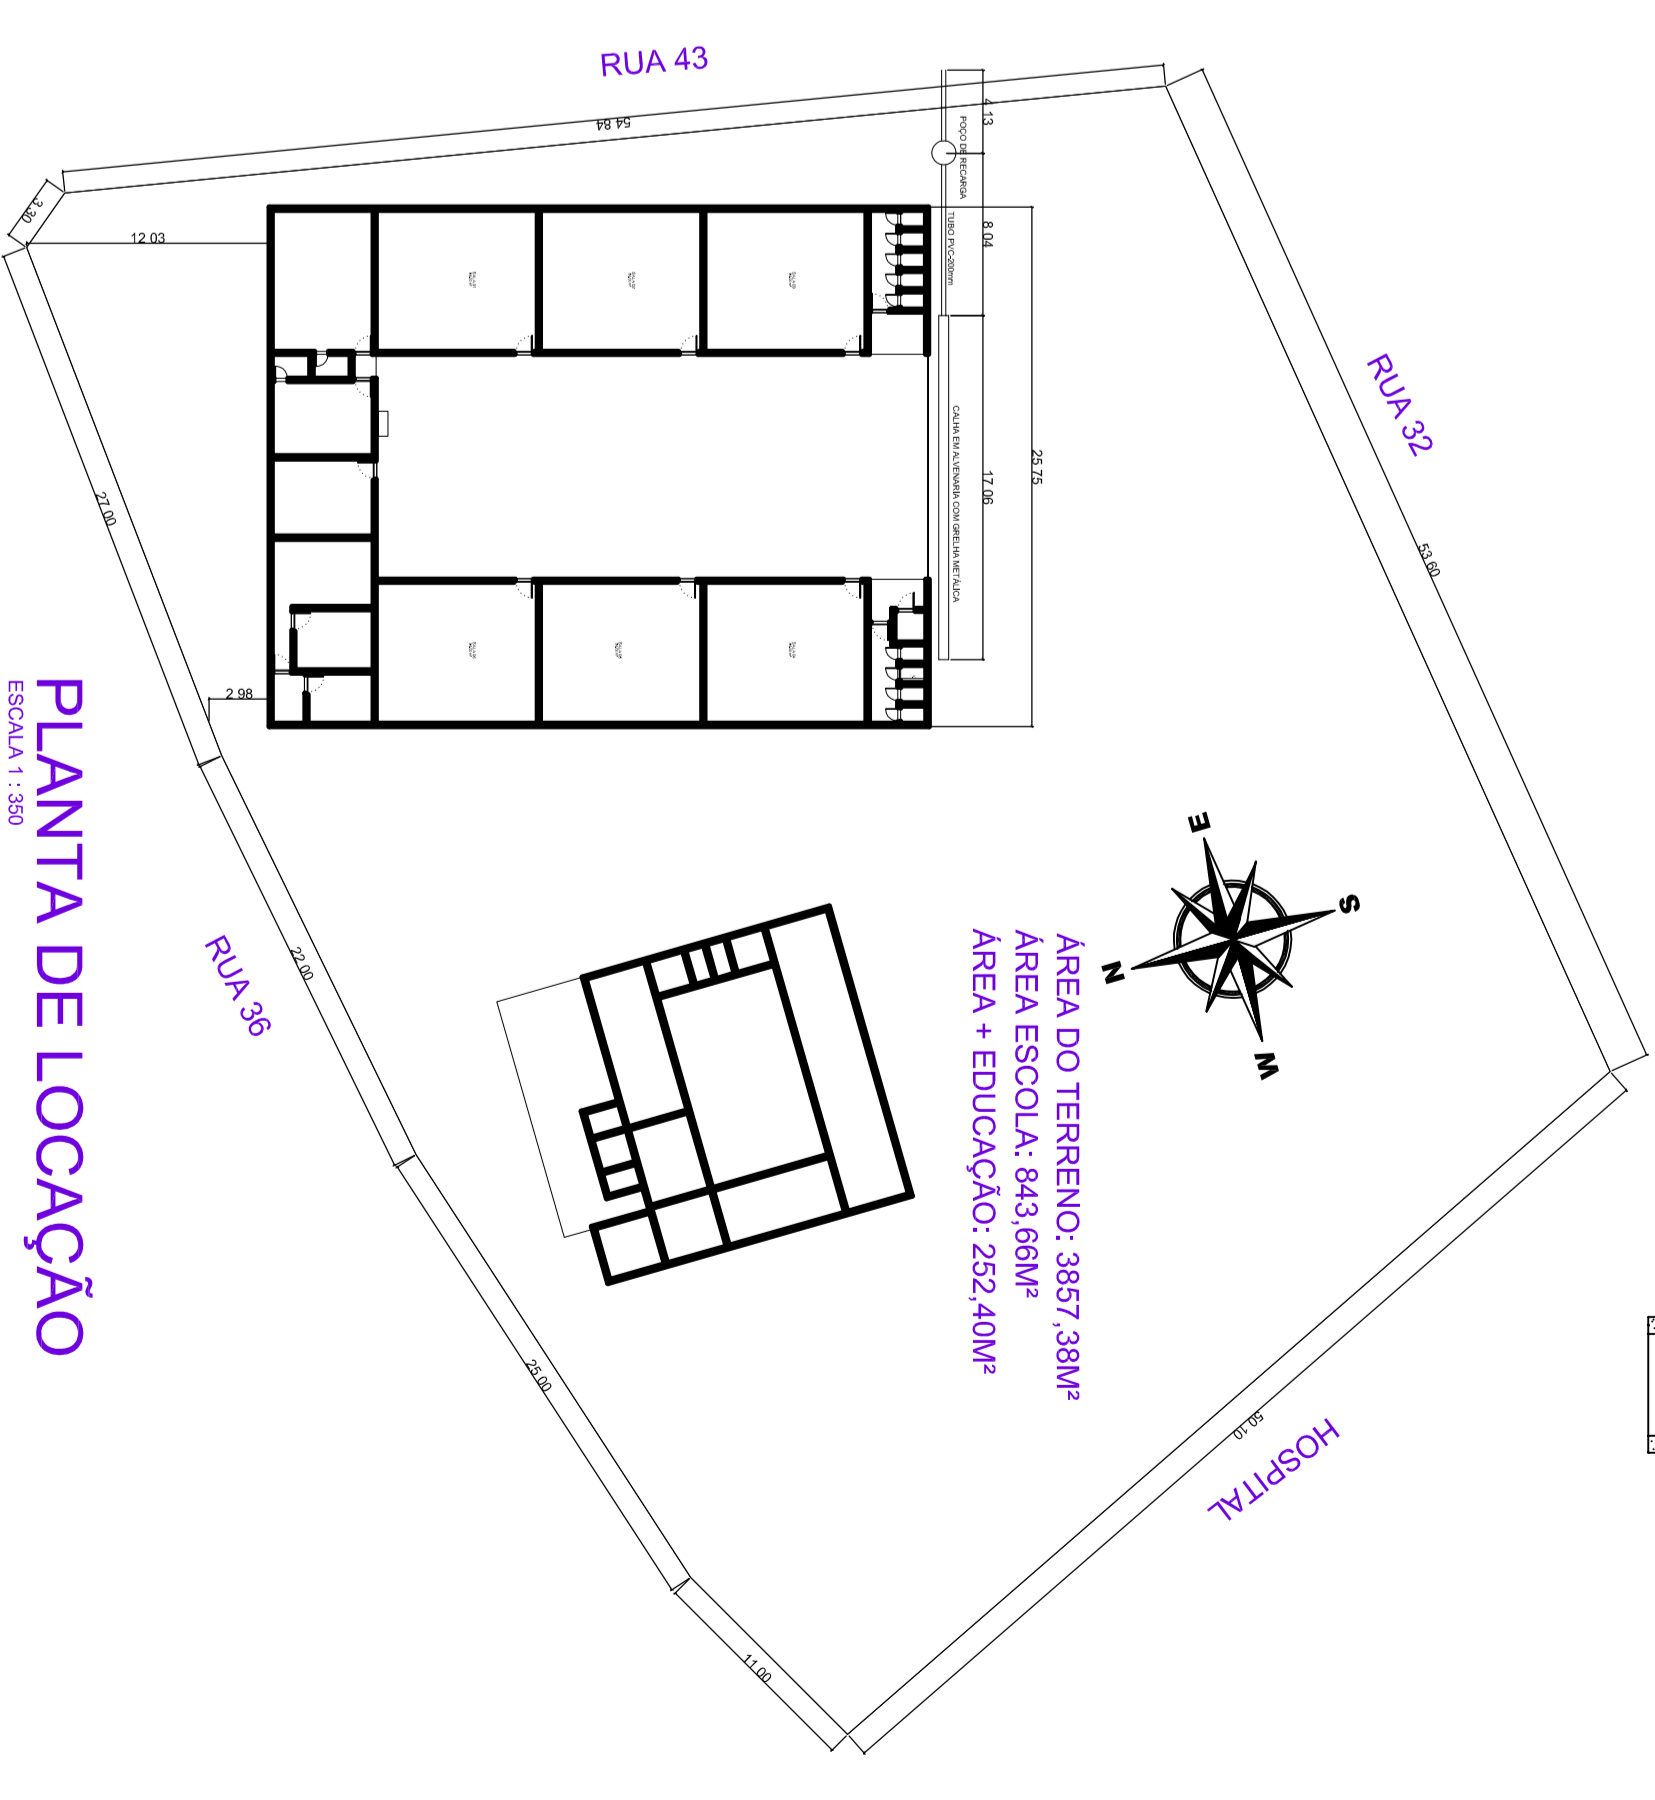 RUA 43
54 84
3 30
12 03
4 13
POÇO DE RECARGA
8.04
TUBO PVC-200mm
25 75
17.06
CALHA EM ALVENARIA COM GRELHA METÁLICA
RUA 32
53 60
27 00
2 98
22 00
RUA 36
25 00
11 00
50 10
HOSPITAL
E
S
N
W
ÁREA DO TERRENO: 3857,38M²
ÁREA ESCOLA: 843,66M²
ÁREA + EDUCAÇÃO: 252,40M²
PLANTA DE LOCAÇÃO
ESCALA 1 : 350